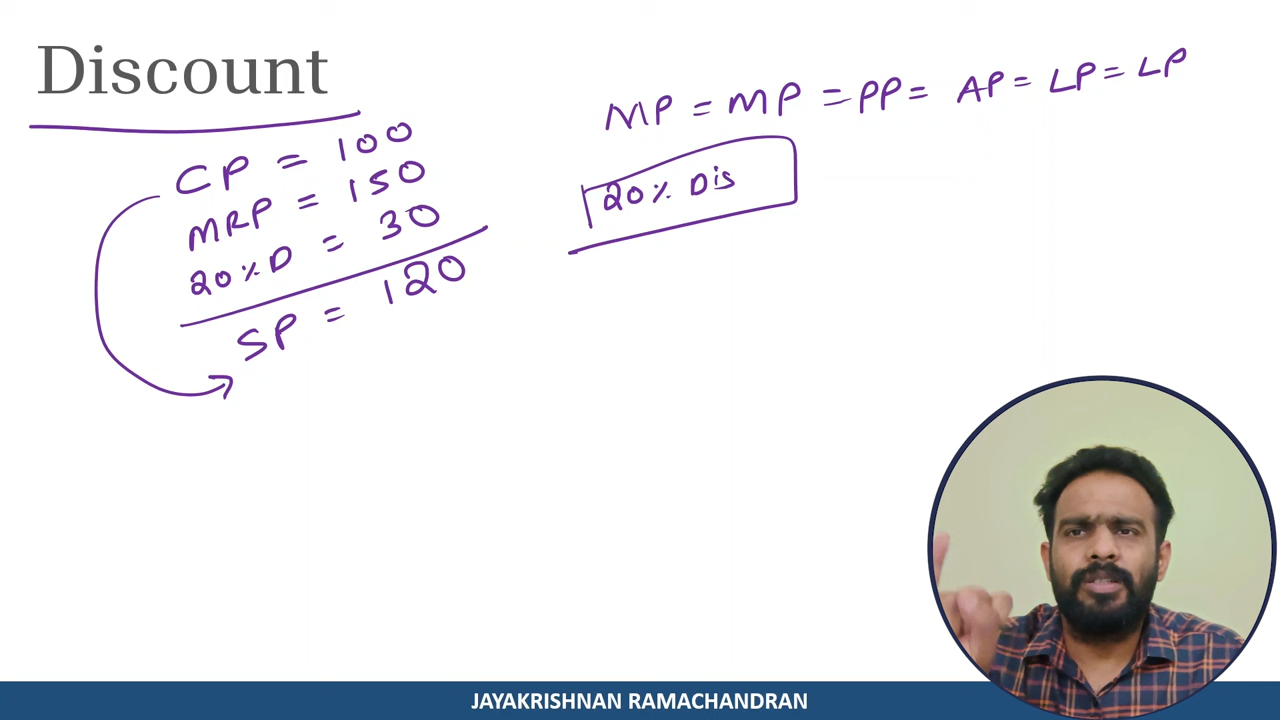 Discount
CP = 100
MRP = 150
20% D = 30
SP = 120
MP = MP = PP = AP = LP = LP
20% Dis
JAYAKRISHNAN RAMACHANDRAN